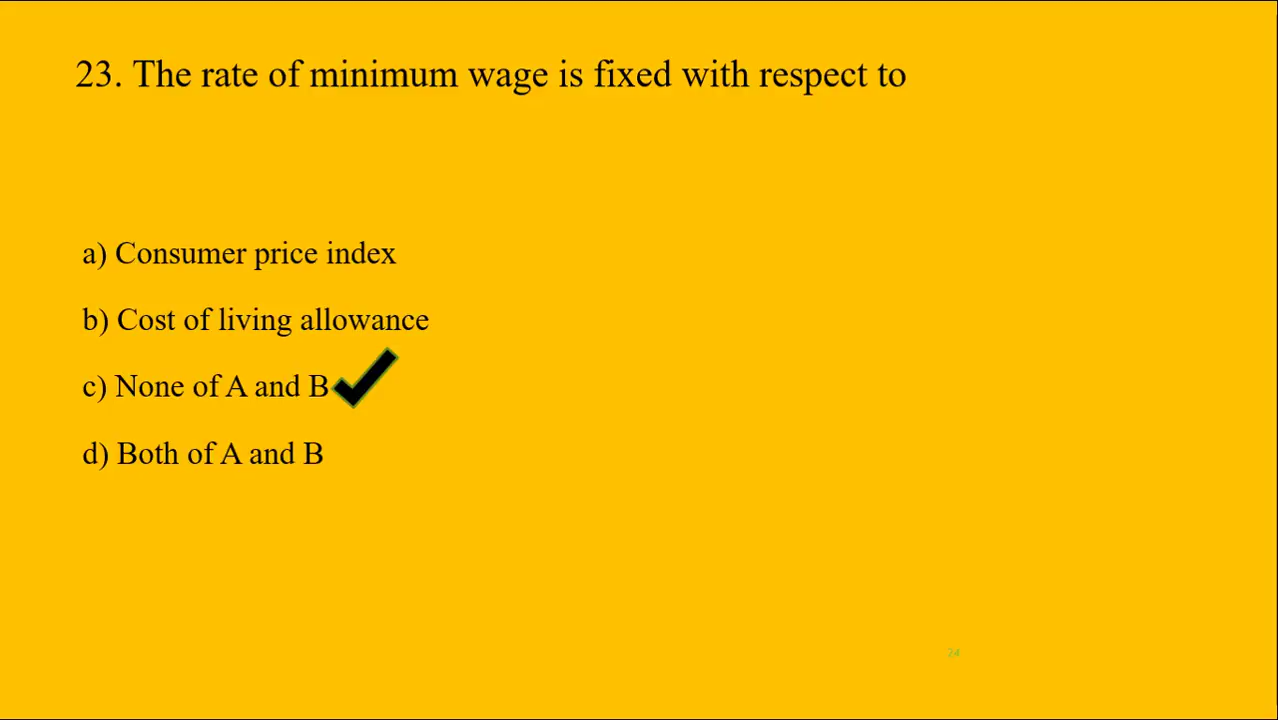 23. The rate of minimum wage is fixed with respect to
a) Consumer price index
b) Cost of living allowance
c) None of A and B
d) Both of A and B
24